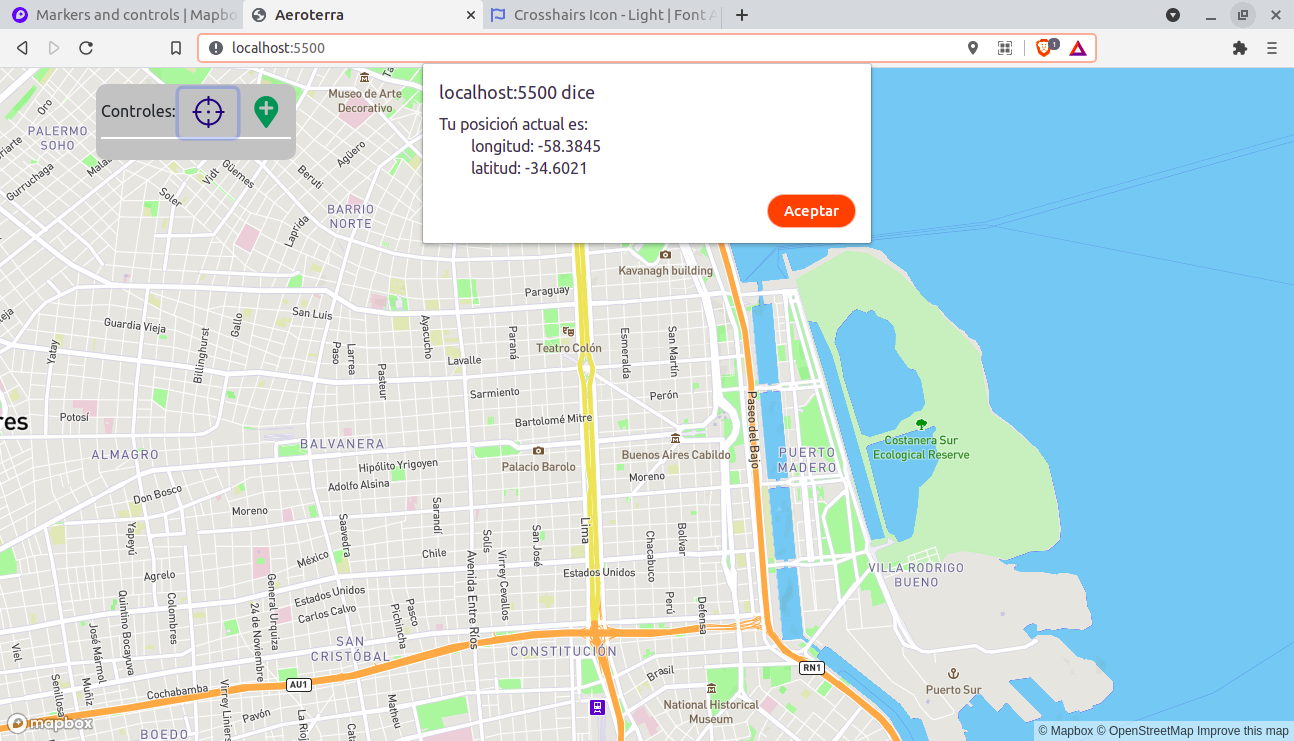 Markers and controls | Mapbo
Aeroterra
Crosshairs Icon - Light | Font A
localhost:5500
1
localhost:5500 dice
Tu posicioń actual es:
longitud: -58.3845
latitud: -34.6021
Aceptar
Controles:
Museo de Arte
Decorativo
Oro
PALERMO
SOHO
Gurruchaga
Agüero
Vidt
Güemes
Beruti
Soler
BARRIO
NORTE
Laprida
Kavanagh building
Paraguay
San Luis
Guardia Vieja
Gallo
Billinghurst
Yatay
Ayacucho
Paraná
Teatro Colón
Esmeralda
San Martín
Paso
Larrea
Lavalle
Pasteur
Sarmiento
Perón
Paseo del Bajo
res
Potosí
Bartolomé Mitre
BALVANERA
ALMAGRO
Hipólito Yrigoyen
Palacio Barolo
Buenos Aires Cabildo
PUERTO
MADERO
Costanera Sur
Ecological Reserve
Moreno
Adolfo Alsina
Don Bosco
Moreno
Sarandí
Saavedra
Yapeyú
Lima
San José
Solís
Chacabuco
Bolívar
México
Chile
Virrey Cevallos
Avenida Entre Ríos
Agrelo
Estados Unidos
VILLA RODRIGO
BUENO
General Urquiza
24 de Noviembre
Estados Unidos
Carlos Calvo
Quintino Bocayuva
Colombres
Pasco
Pichincha
Perú
Defensa
José Mármol
Viel
SAN
CRISTÓBAL
CONSTITUCIÓN
RN1
Brasil
AU1
Senillosa
Muñiz
Cochabamba
Puerto Sur
National Historical
Museum
Virrey Liniers
Pavón
La Rioja
Matheu
mapbox
BOEDO
© Mapbox © OpenStreetMap Improve this map